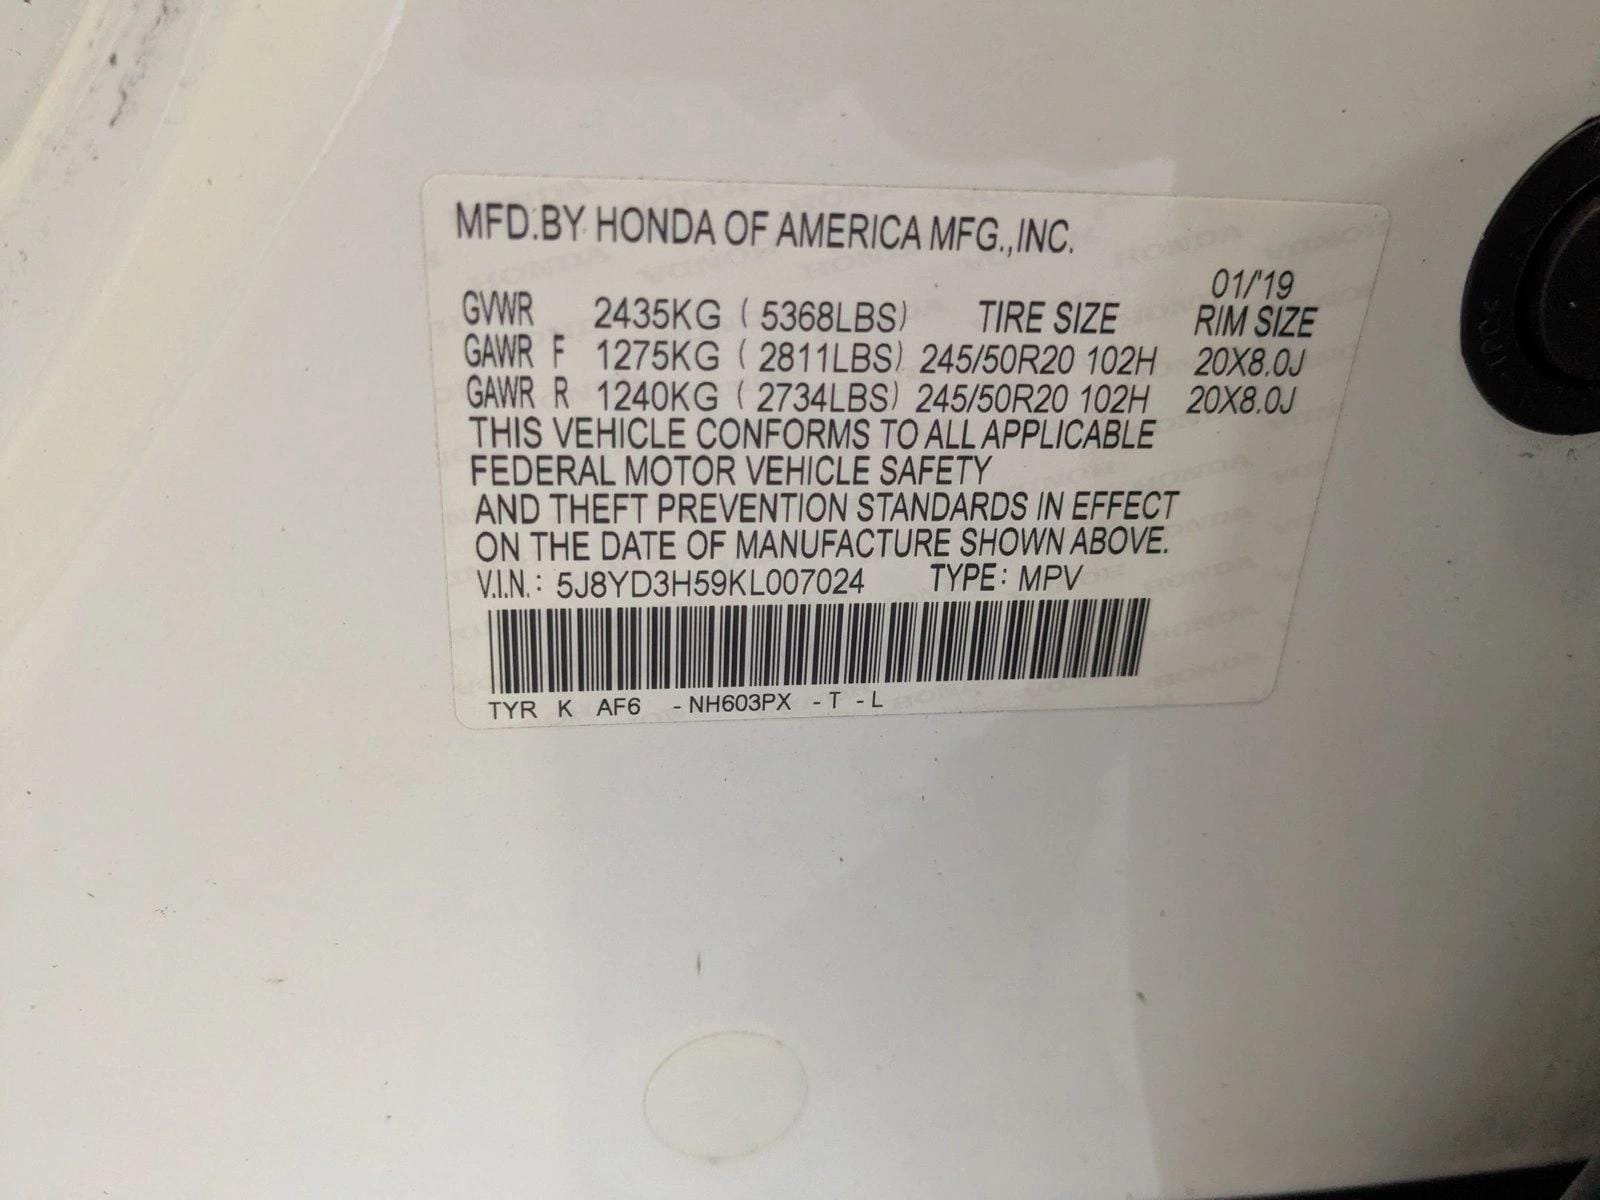 MFD.BY HONDA OF AMERICA MFG.,INC.
01/'19
GVWR 2435KG ( 5368LBS) TIRE SIZE RIM SIZE
GAWR F 1275KG ( 2811LBS) 245/50R20 102H 20X8.0J
GAWR R 1240KG ( 2734LBS) 245/50R20 102H 20X8.0J
THIS VEHICLE CONFORMS TO ALL APPLICABLE
FEDERAL MOTOR VEHICLE SAFETY
AND THEFT PREVENTION STANDARDS IN EFFECT
ON THE DATE OF MANUFACTURE SHOWN ABOVE.
V.I.N.: 5J8YD3H59KL007024 TYPE: MPV
TYR K AF6 -NH603PX -T -L